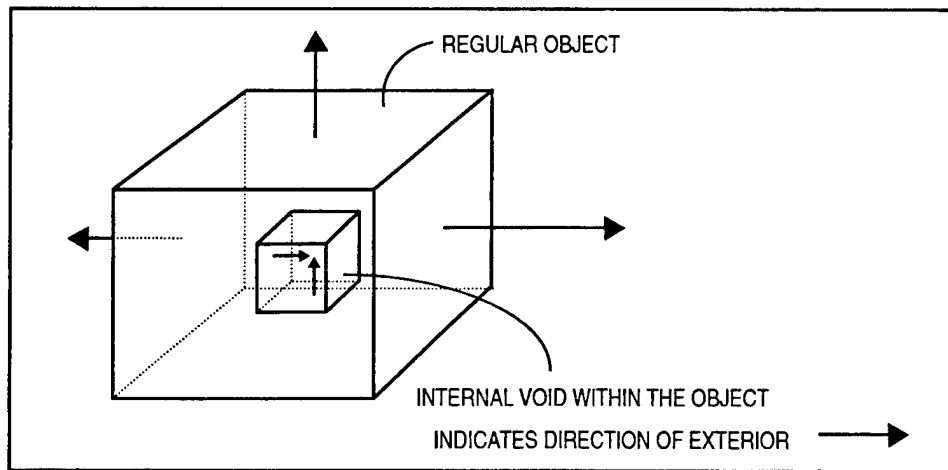 REGULAR OBJECT
INTERNAL VOID WITHIN THE OBJECT
INDICATES DIRECTION OF EXTERIOR